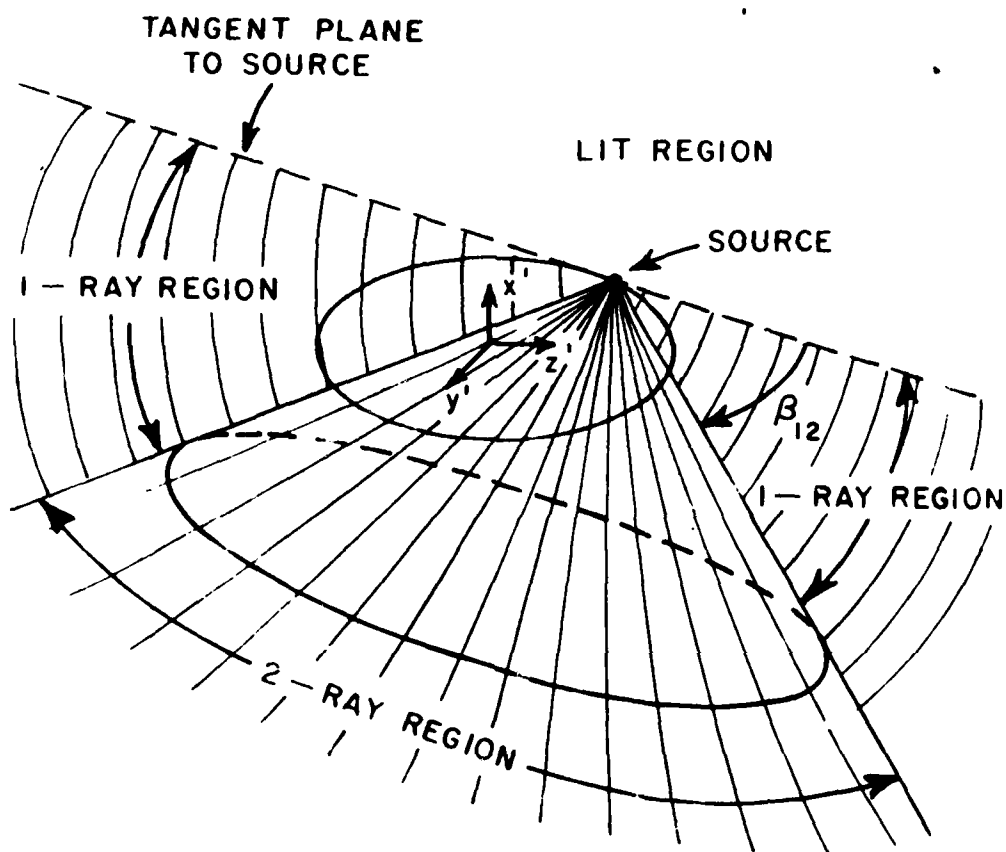 TANGENT PLANE
TO SOURCE
LIT REGION
SOURCE
1-RAY REGION
x'
z'
y'
β12
1-RAY REGION
2-RAY REGION